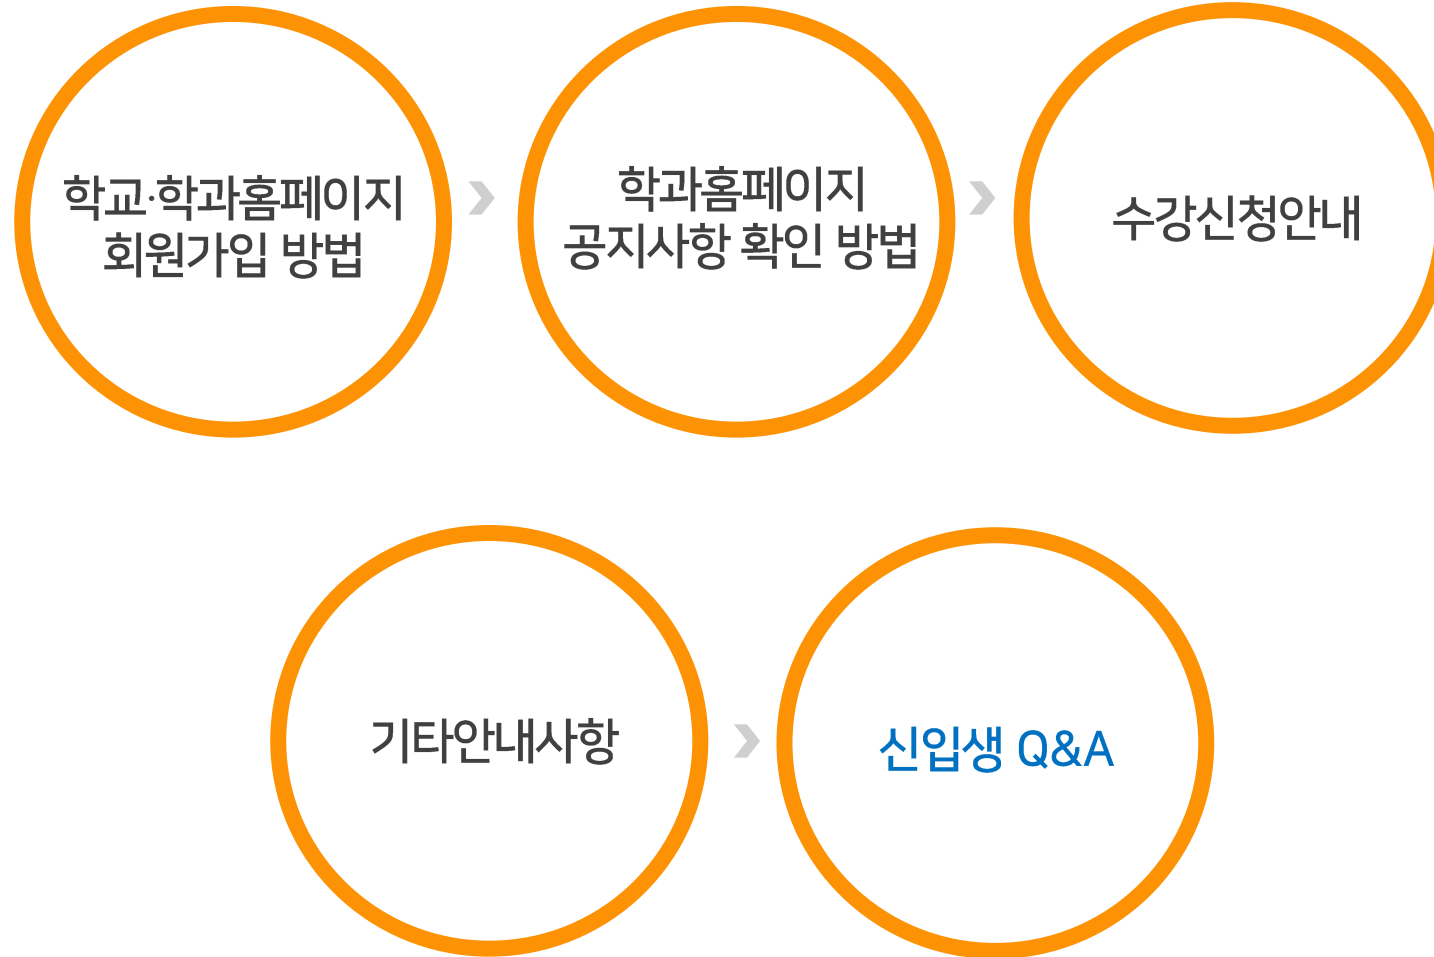 학교·학과홈페이지
회원가입 방법
학과홈페이지
공지사항 확인 방법
수강신청안내
기타안내사항
신입생 Q&A